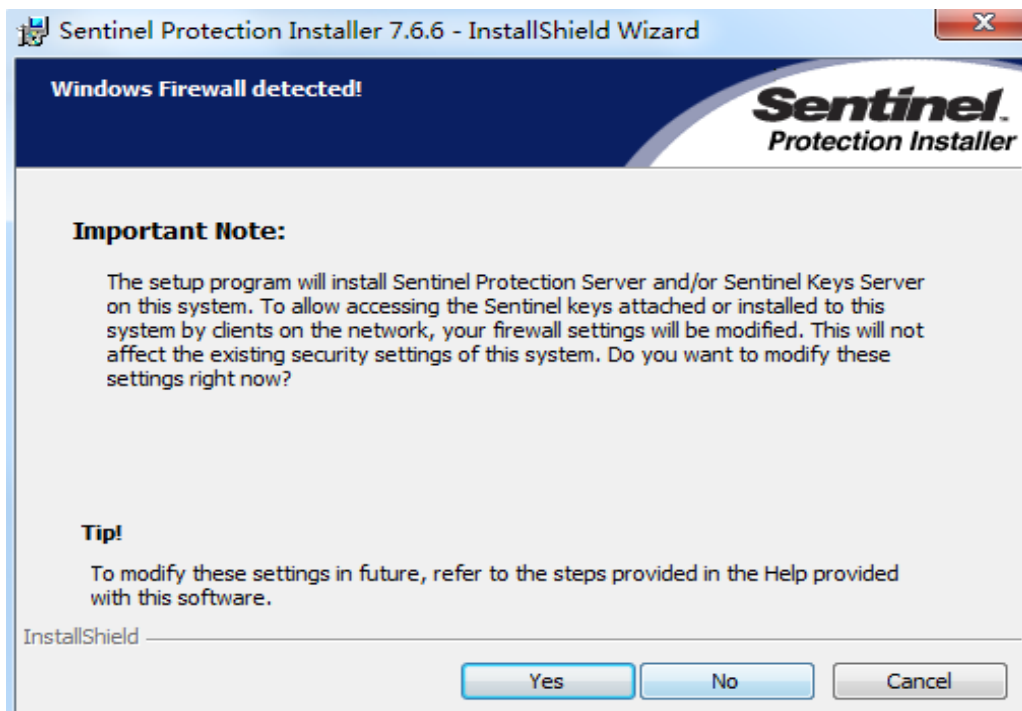 Sentinel Protection Installer 7.6.6 - InstallShield Wizard
Windows Firewall detected!
Sentinel.
Protection Installer
Important Note:
The setup program will install Sentinel Protection Server and/or Sentinel Keys Server
on this system. To allow accessing the Sentinel keys attached or installed to this
system by clients on the network, your firewall settings will be modified. This will not
affect the existing security settings of this system. Do you want to modify these
settings right now?
Tip!
To modify these settings in future, refer to the steps provided in the Help provided
with this software.
InstallShield
Yes
No
Cancel